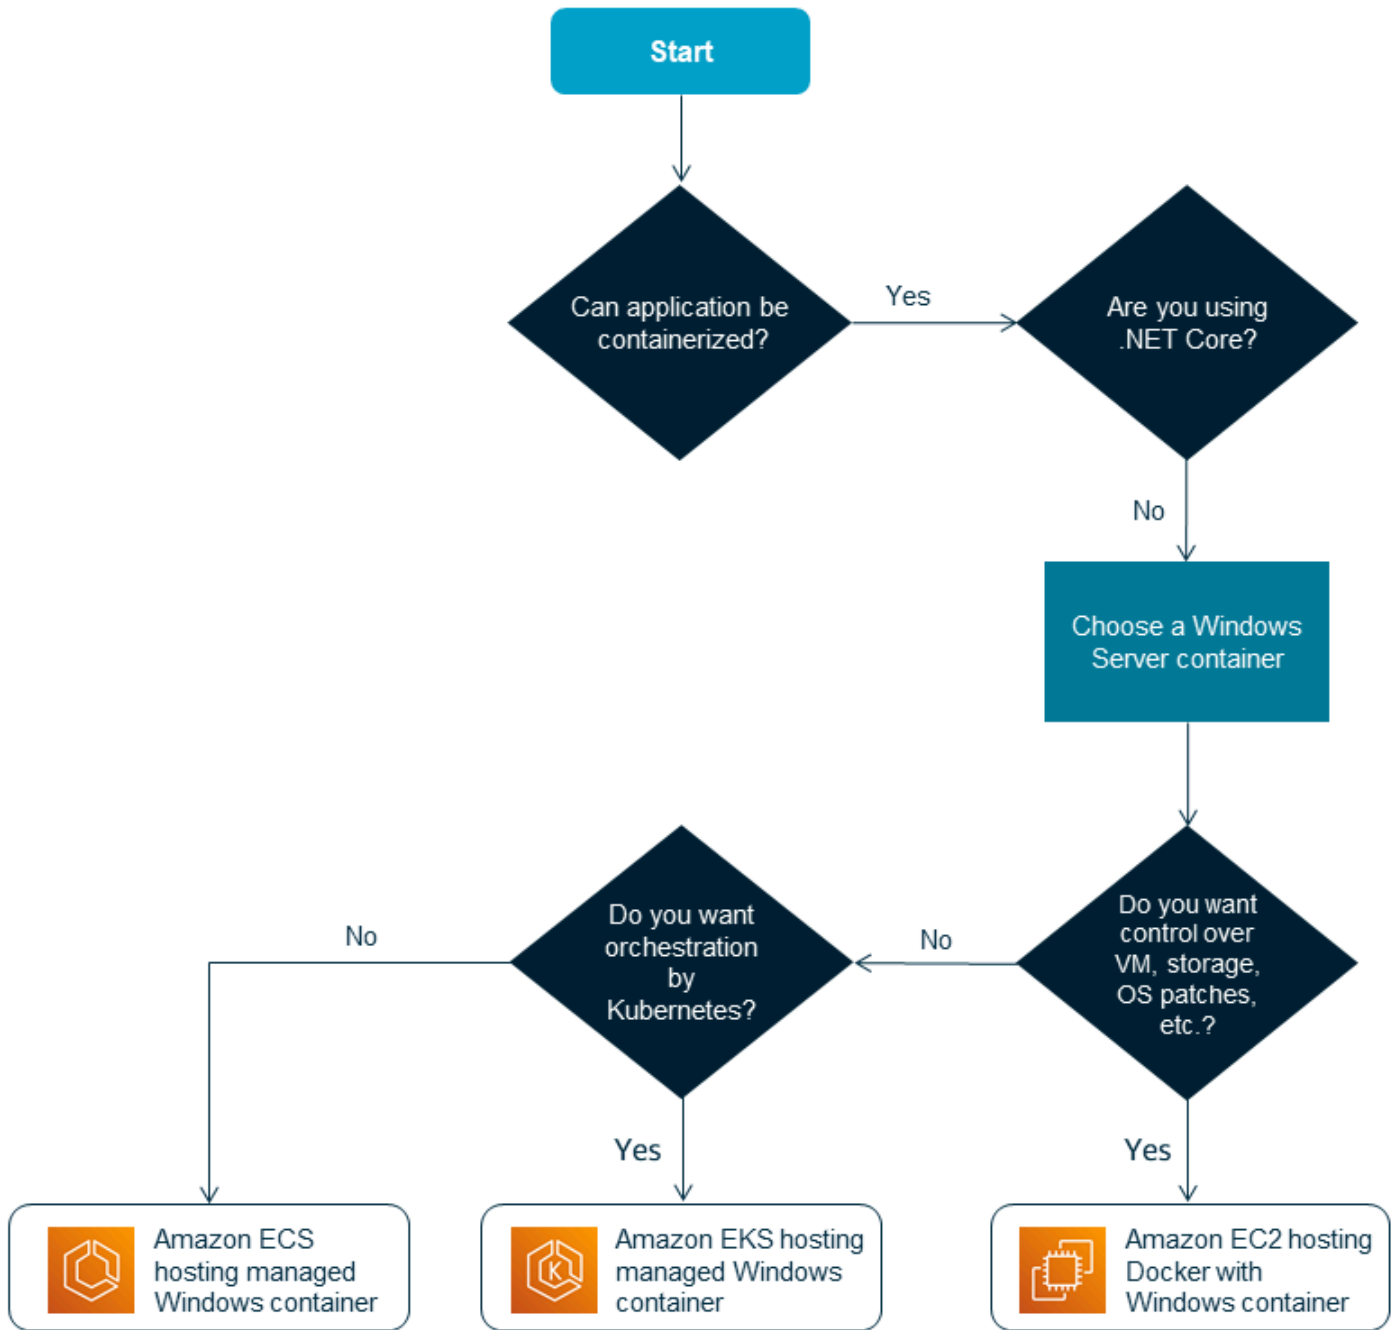 Start
Can application be
containerized?
Yes
Are you using
.NET Core?
No
Choose a Windows
Server container
Do you want
control over
VM, storage,
OS patches,
etc.?
No
Do you want
orchestration
by
Kubernetes?
No
Yes
Yes
Amazon ECS
hosting managed
Windows container
K
Amazon EKS hosting
managed Windows
container
Amazon EC2 hosting
Docker with
Windows container